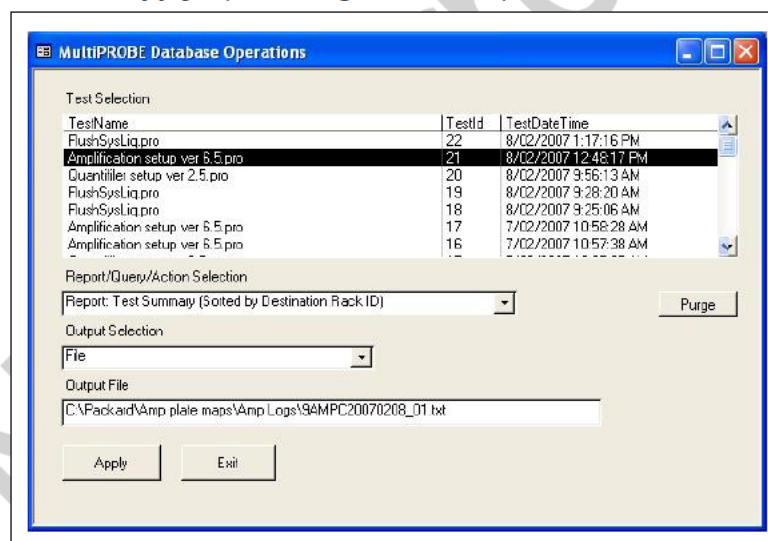 MultiPROBE Database Operations
Test Selection
TestName TestId TestDateTime
FlushSysLiq.pro 22 8/02/2007 1:17:16 PM
Amplification setup ver 6.5.pro 21 8/02/2007 12:48:17 PM
Quantifiler setup ver 2.5.pro 20 8/02/2007 9:56:13 AM
FlushSysLiq.pro 19 8/02/2007 9:28:20 AM
FlushSysLiq.pro 18 8/02/2007 9:25:06 AM
Amplification setup ver 6.5.pro 17 7/02/2007 10:58:28 AM
Amplification setup ver 6.5.pro 16 7/02/2007 10:57:38 AM
Report/Query/Action Selection
Report: Test Summary (Sorted by Destination Rack ID)
Purge
Output Selection
File
Output File
C:\Packard\Amp plate maps\Amp Logs\9AMPC20070208_01.txt
Apply Exit